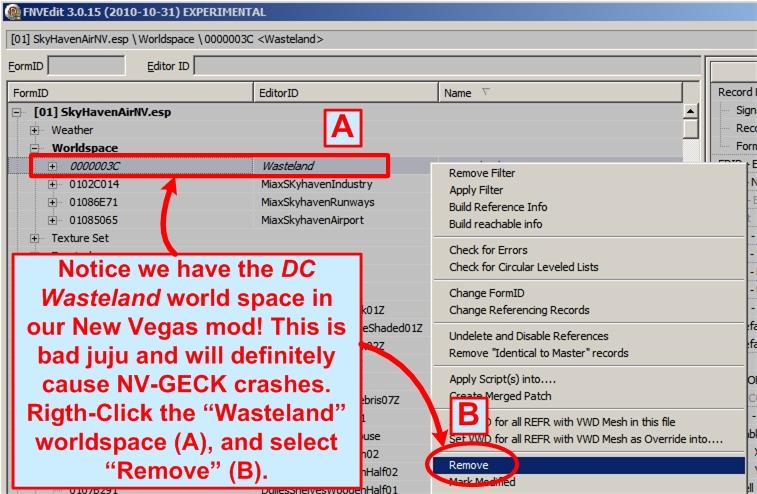 FNVEdit 3.0.15 (2010-10-31) EXPERIMENTAL
[01] SkyHavenAirNV.esp \ Worldspace \ 0000003C <Wasteland>
FormID
Editor ID
FormID EditorID Name
Record
[01] SkyHavenAirNV.esp
Weather
Worldspace
0000003C Wasteland
0102C014 MiaxSKyhavenIndustry
01086E71 MiaxSkyhavenRunways
01085065 MiaxSkyhavenAirport
Texture Set
A
Remove Filter
Apply Filter
Build Reference Info
Build reachable info
Check for Errors
Check for Circular Leveled Lists
Change FormID
Change Referencing Records
Undelete and Disable References
Remove "Identical to Master" records
Apply Script(s) into....
Create Merged Patch
for all REFR with VWD Mesh in this file
Set VWD for all REFR with VWD Mesh as Override into....
Remove
Mark Modified
B
Notice we have the DC
Wasteland world space in
our New Vegas mod! This is
bad juju and will definitely
cause NV-GECK crashes.
Rigth-Click the “Wasteland”
worldspace (A), and select
“Remove” (B).
0107B291 DullesShelvesWoodenHalf01